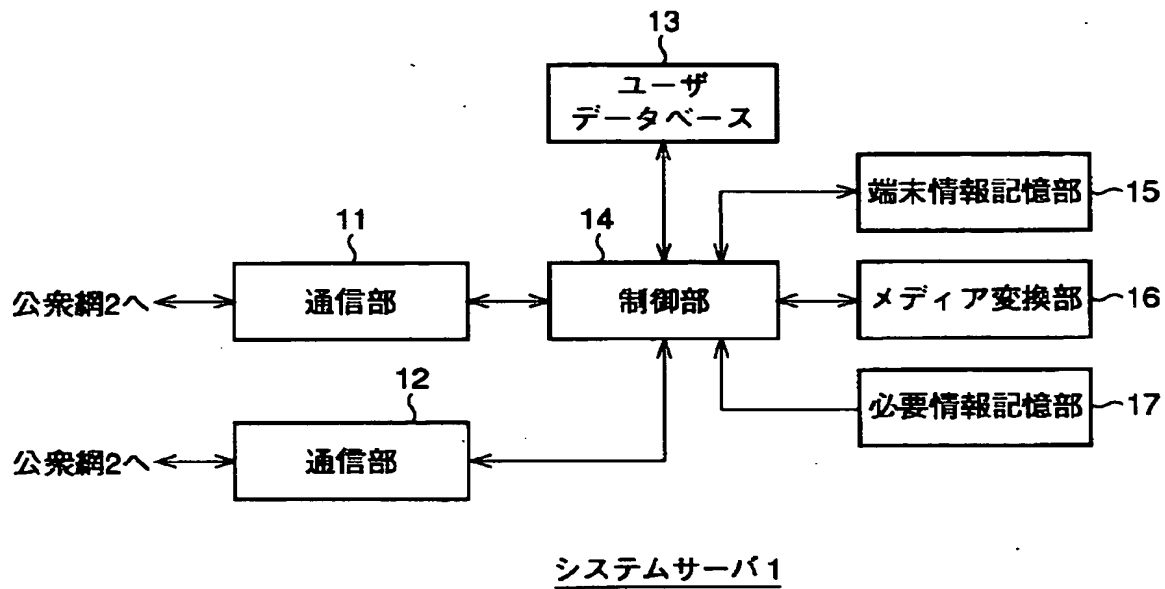 13
ユーザ
データベース
端末情報記憶部
15
11
14
公衆網2へ
通信部
制御部
メディア変換部
16
12
必要情報記憶部
17
公衆網2へ
通信部
システムサーバ1